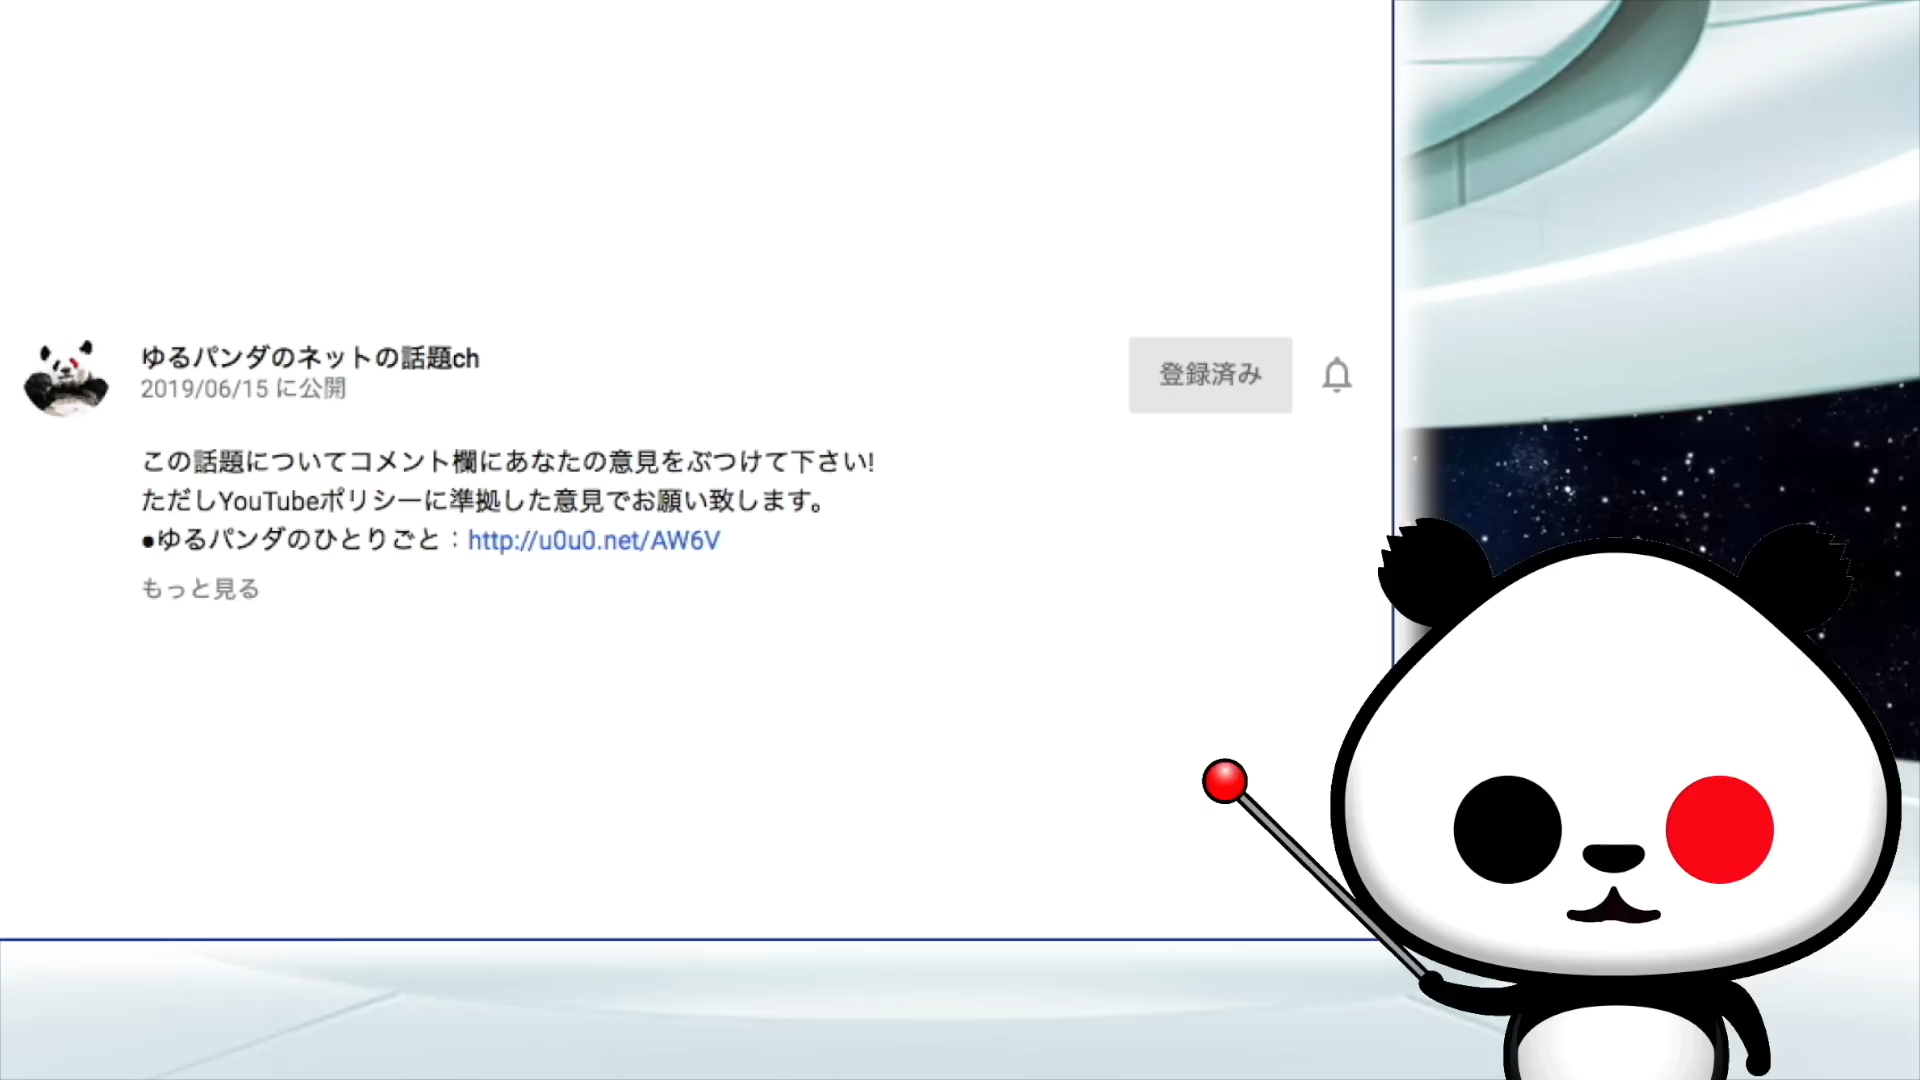 ゆるパンダのネットの話題ch
2019/06/15 に公開
登録済み
この話題についてコメント欄にあなたの意見をぶつけて下さい!
ただしYouTubeポリシーに準拠した意見でお願い致します。
●ゆるパンダのひとりごと：http://u0u0.net/AW6V
もっと見る